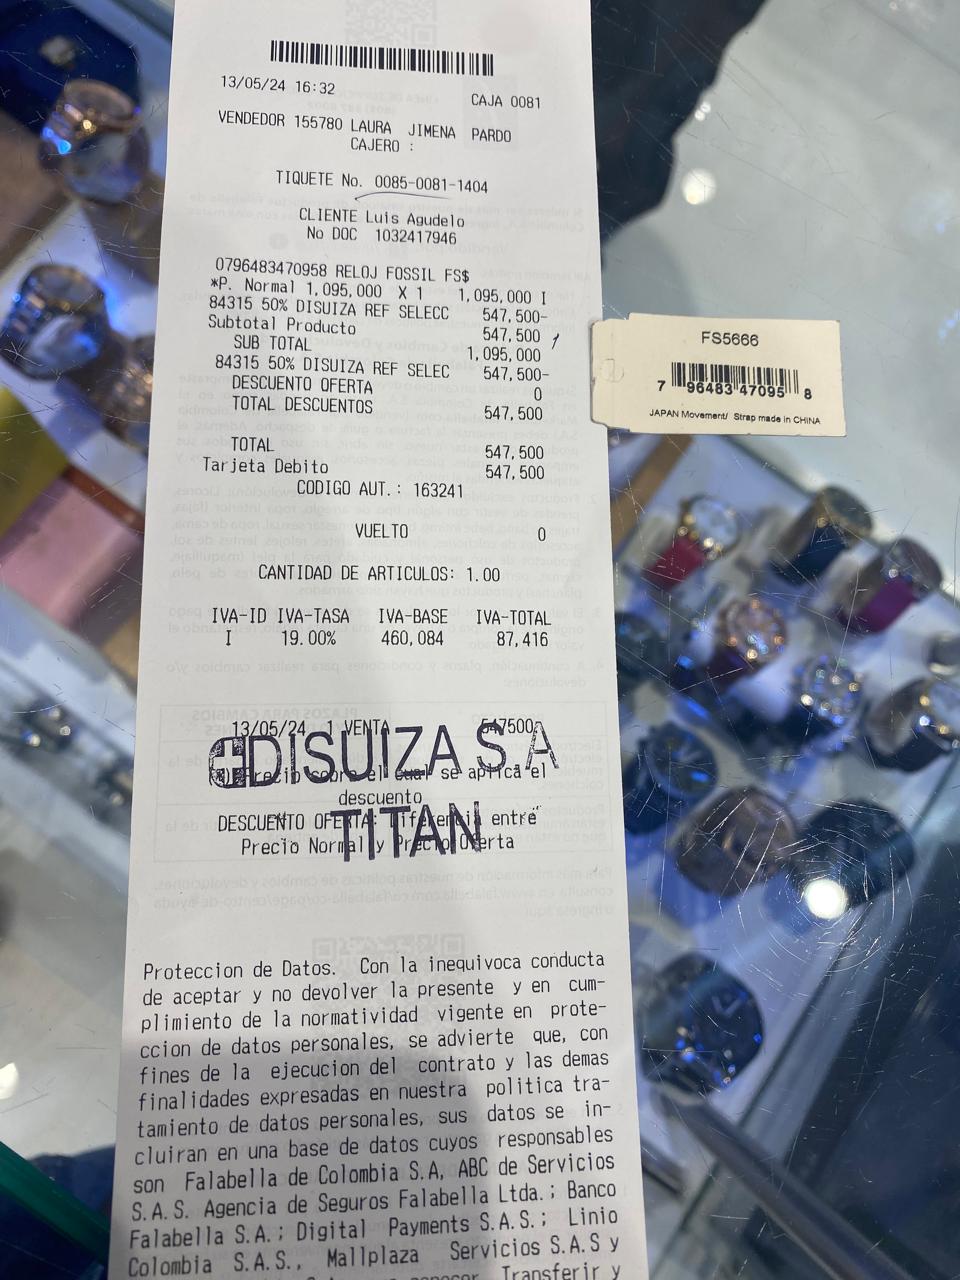 13/05/24 16:32 CAJA 0081
VENDEDOR 155780 LAURA JIMENA PARDO
CAJERO :
TIQUETE No. 0085-0081-1404
CLIENTE Luis Agudelo
No DOC 1032417946
0796483470958 RELOJ FOSSIL FS$
*P. Normal 1,095,000 X 1 1,095,000 I
84315 50% DISUIZA REF SELECC 547,500-
Subtotal Producto 547,500
SUB TOTAL 1,095,000
84315 50% DISUIZA REF SELEC 547,500-
DESCUENTO OFERTA 0
TOTAL DESCUENTOS 547,500
TOTAL 547,500
Tarjeta Debito 547,500
CODIGO AUT.: 163241
VUELTO 0
CANTIDAD DE ARTICULOS: 1.00
IVA-ID IVA-TASA IVA-BASE IVA-TOTAL
I 19.00% 460,084 87,416
13/05/24 1 VENTA 547500
DISUIZA S.A
el cual se aplica el
descuento
TITAN
DESCUENTO OFERTA: Diferencia entre
Precio Normal y Precio Oferta
Proteccion de Datos. Con la inequivoca conducta
de aceptar y no devolver la presente y en cum-
plimiento de la normatividad vigente en prote-
ccion de datos personales, se advierte que, con
fines de la ejecucion del contrato y las demas
finalidades expresadas en nuestra politica tra-
tamiento de datos personales, sus datos se in-
cluiran en una base de datos cuyos responsables
son Falabella de Colombia S.A, ABC de Servicios
S.A.S. Agencia de Seguros Falabella Ltda.; Banco
Falabella S.A.; Digital Payments S.A.S.; Linio
Colombia S.A.S., Mallplaza Servicios S.A.S y
Transferir y
FS5666
7 96483 47095 8
JAPAN Movement/ Strap made in CHINA